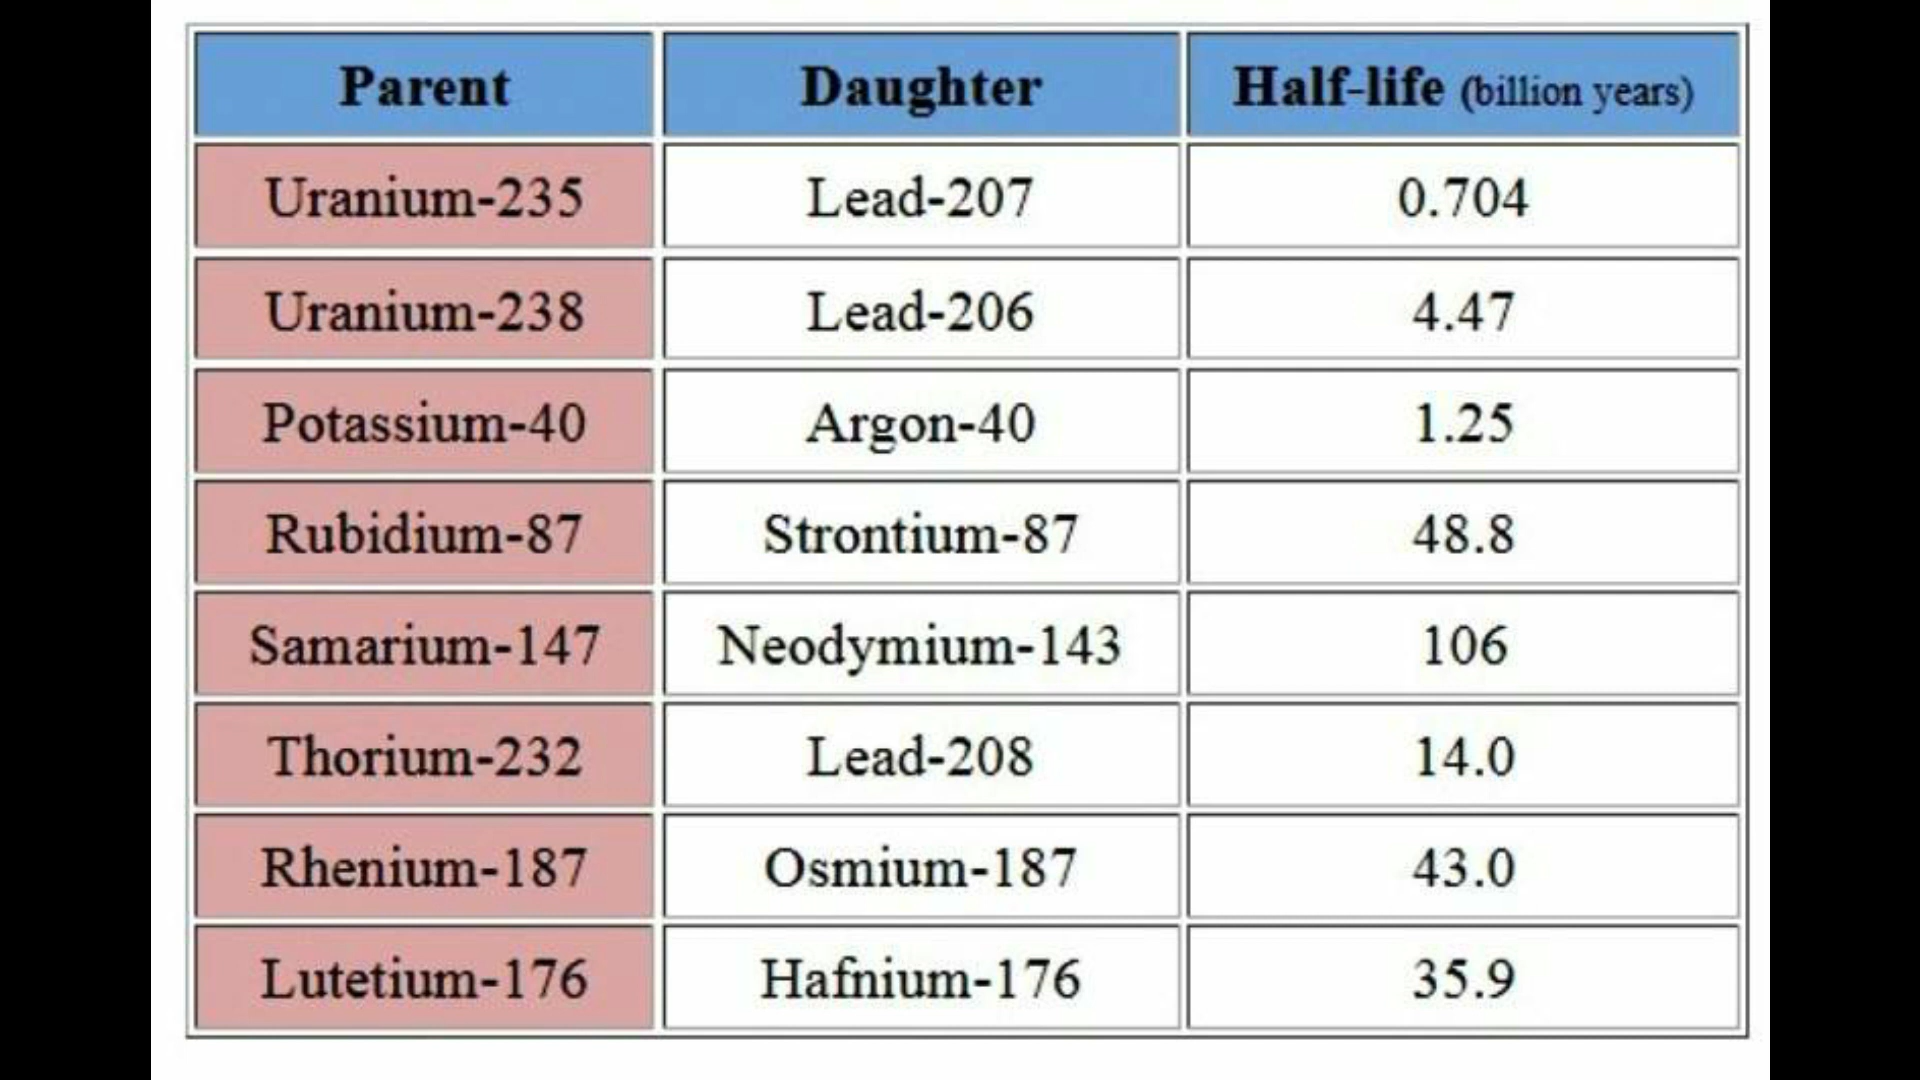 Parent Daughter Half-life (billion years)
Uranium-235 Lead-207 0.704
Uranium-238 Lead-206 4.47
Potassium-40 Argon-40 1.25
Rubidium-87 Strontium-87 48.8
Samarium-147 Neodymium-143 106
Thorium-232 Lead-208 14.0
Rhenium-187 Osmium-187 43.0
Lutetium-176 Hafnium-176 35.9